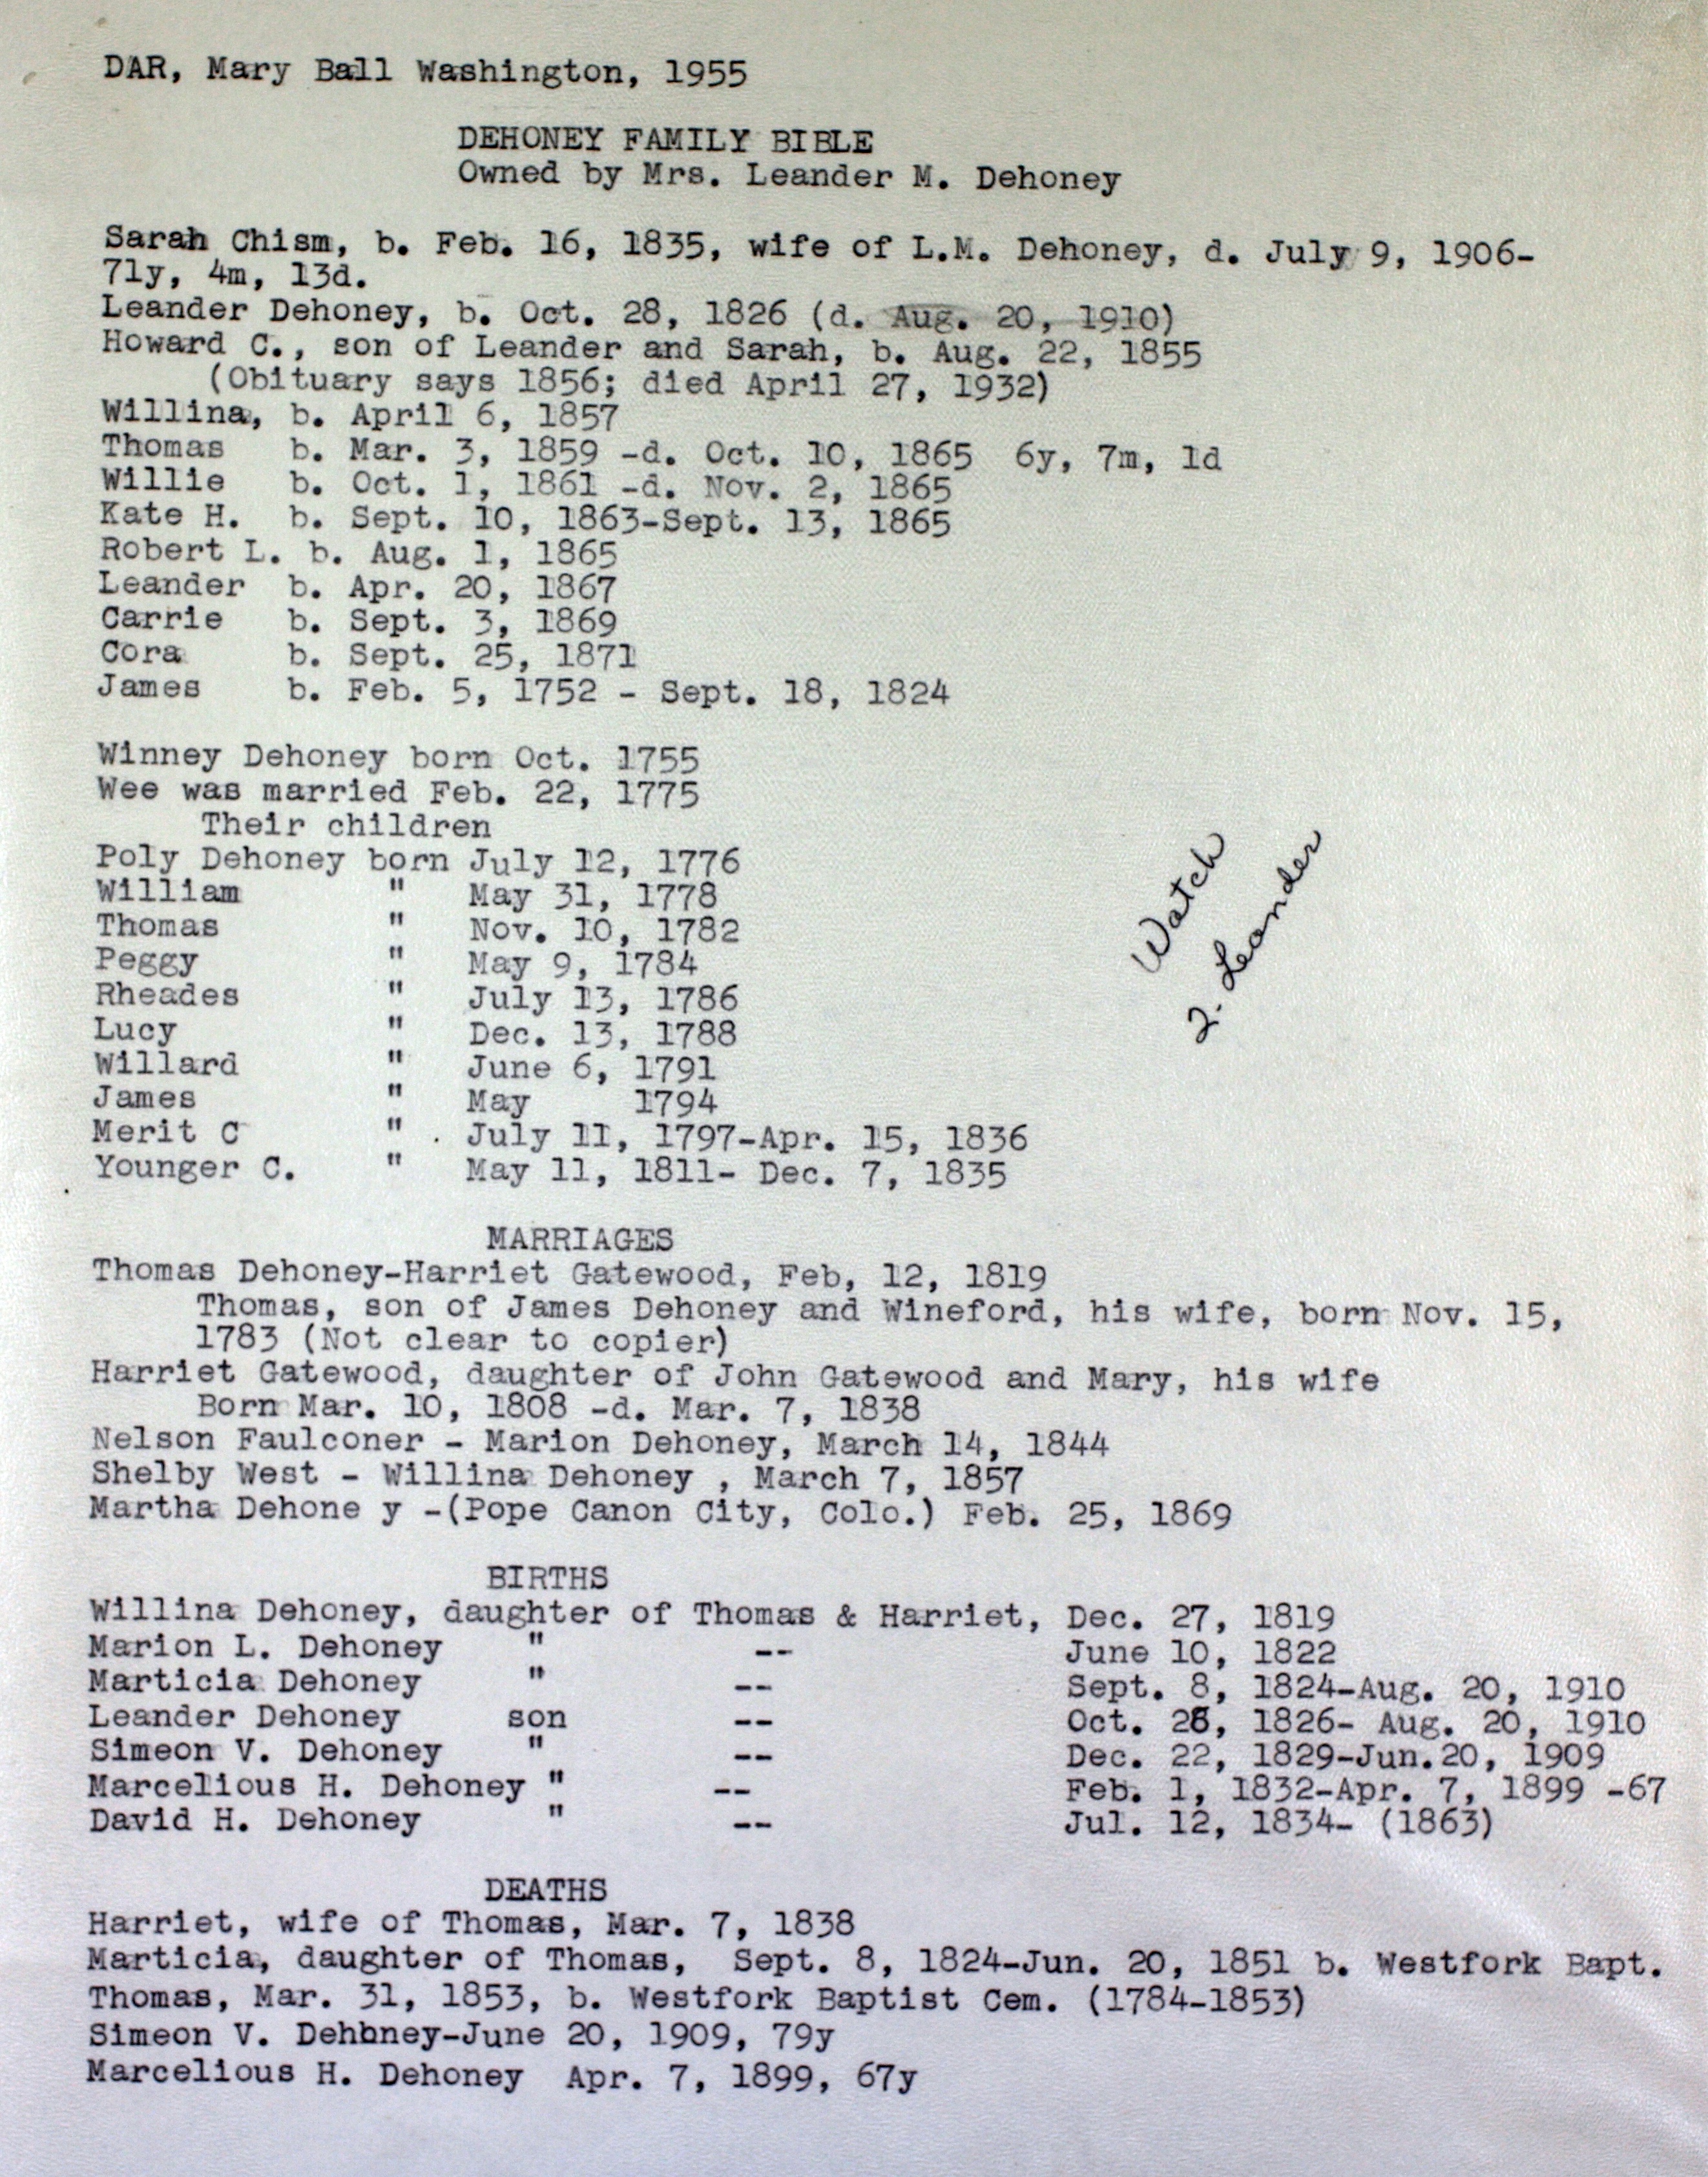 DAR, Mary Ball Washington, 1955
DEHONEY FAMILY BIBLE
Owned by Mrs. Leander M. Dehoney
Sarah Chism, b. Feb. 16, 1835, wife of L.M. Dehoney, d. July 9, 1906-
71y, 4m, 13d.
Leander Dehoney, b. Oct. 28, 1826 (d. Aug. 20, 1910)
Howard C., son of Leander and Sarah, b. Aug. 22, 1855
(Obituary says 1856; died April 27, 1932)
Willina, b. April 6, 1857
Thomas b. Mar. 3, 1859 -d. Oct. 10, 1865 6y, 7m, 1d
Willie b. Oct. 1, 1861 -d. Nov. 2, 1865
Kate H. b. Sept. 10, 1863-Sept. 13, 1865
Robert L. b. Aug. 1, 1865
Leander b. Apr. 20, 1867
Carrie b. Sept. 3, 1869
Cora b. Sept. 25, 1871
James b. Feb. 5, 1752 - Sept. 18, 1824
Winney Dehoney born Oct. 1755
Wee was married Feb. 22, 1775
Their children
Poly Dehoney born July 12, 1776
William " May 31, 1778
Thomas " Nov. 10, 1782
Peggy " May 9, 1784
Rheades " July 13, 1786
Lucy " Dec. 13, 1788
Willard " June 6, 1791
James " May 1794
Merit C " . July 11, 1797-Apr. 15, 1836
Younger C. " May 11, 1811- Dec. 7, 1835
Watch
2. Leander
MARRIAGES
Thomas Dehoney-Harriet Gatewood, Feb, 12, 1819
Thomas, son of James Dehoney and Wineford, his wife, born Nov. 15,
1783 (Not clear to copier)
Harriet Gatewood, daughter of John Gatewood and Mary, his wife
Born Mar. 10, 1808 -d. Mar. 7, 1838
Nelson Faulconer - Marion Dehoney, March 14, 1844
Shelby West - Willina Dehoney , March 7, 1857
Martha Dehone y -(Pope Canon City, Colo.) Feb. 25, 1869
BIRTHS
Willina Dehoney, daughter of Thomas & Harriet, Dec. 27, 1819
Marion L. Dehoney " -- June 10, 1822
Marticia Dehoney " -- Sept. 8, 1824-Aug. 20, 1910
Leander Dehoney son -- Oct. 28, 1826- Aug. 20, 1910
Simeon V. Dehoney " -- Dec. 22, 1829-Jun.20, 1909
Marcelious H. Dehoney " -- Feb. 1, 1832-Apr. 7, 1899 -67
David H. Dehoney " -- Jul. 12, 1834- (1863)
DEATHS
Harriet, wife of Thomas, Mar. 7, 1838
Marticia, daughter of Thomas, Sept. 8, 1824-Jun. 20, 1851 b. Westfork Bapt.
Thomas, Mar. 31, 1853, b. Westfork Baptist Cem. (1784-1853)
Simeon V. Dehhney-June 20, 1909, 79y
Marcelious H. Dehoney Apr. 7, 1899, 67y